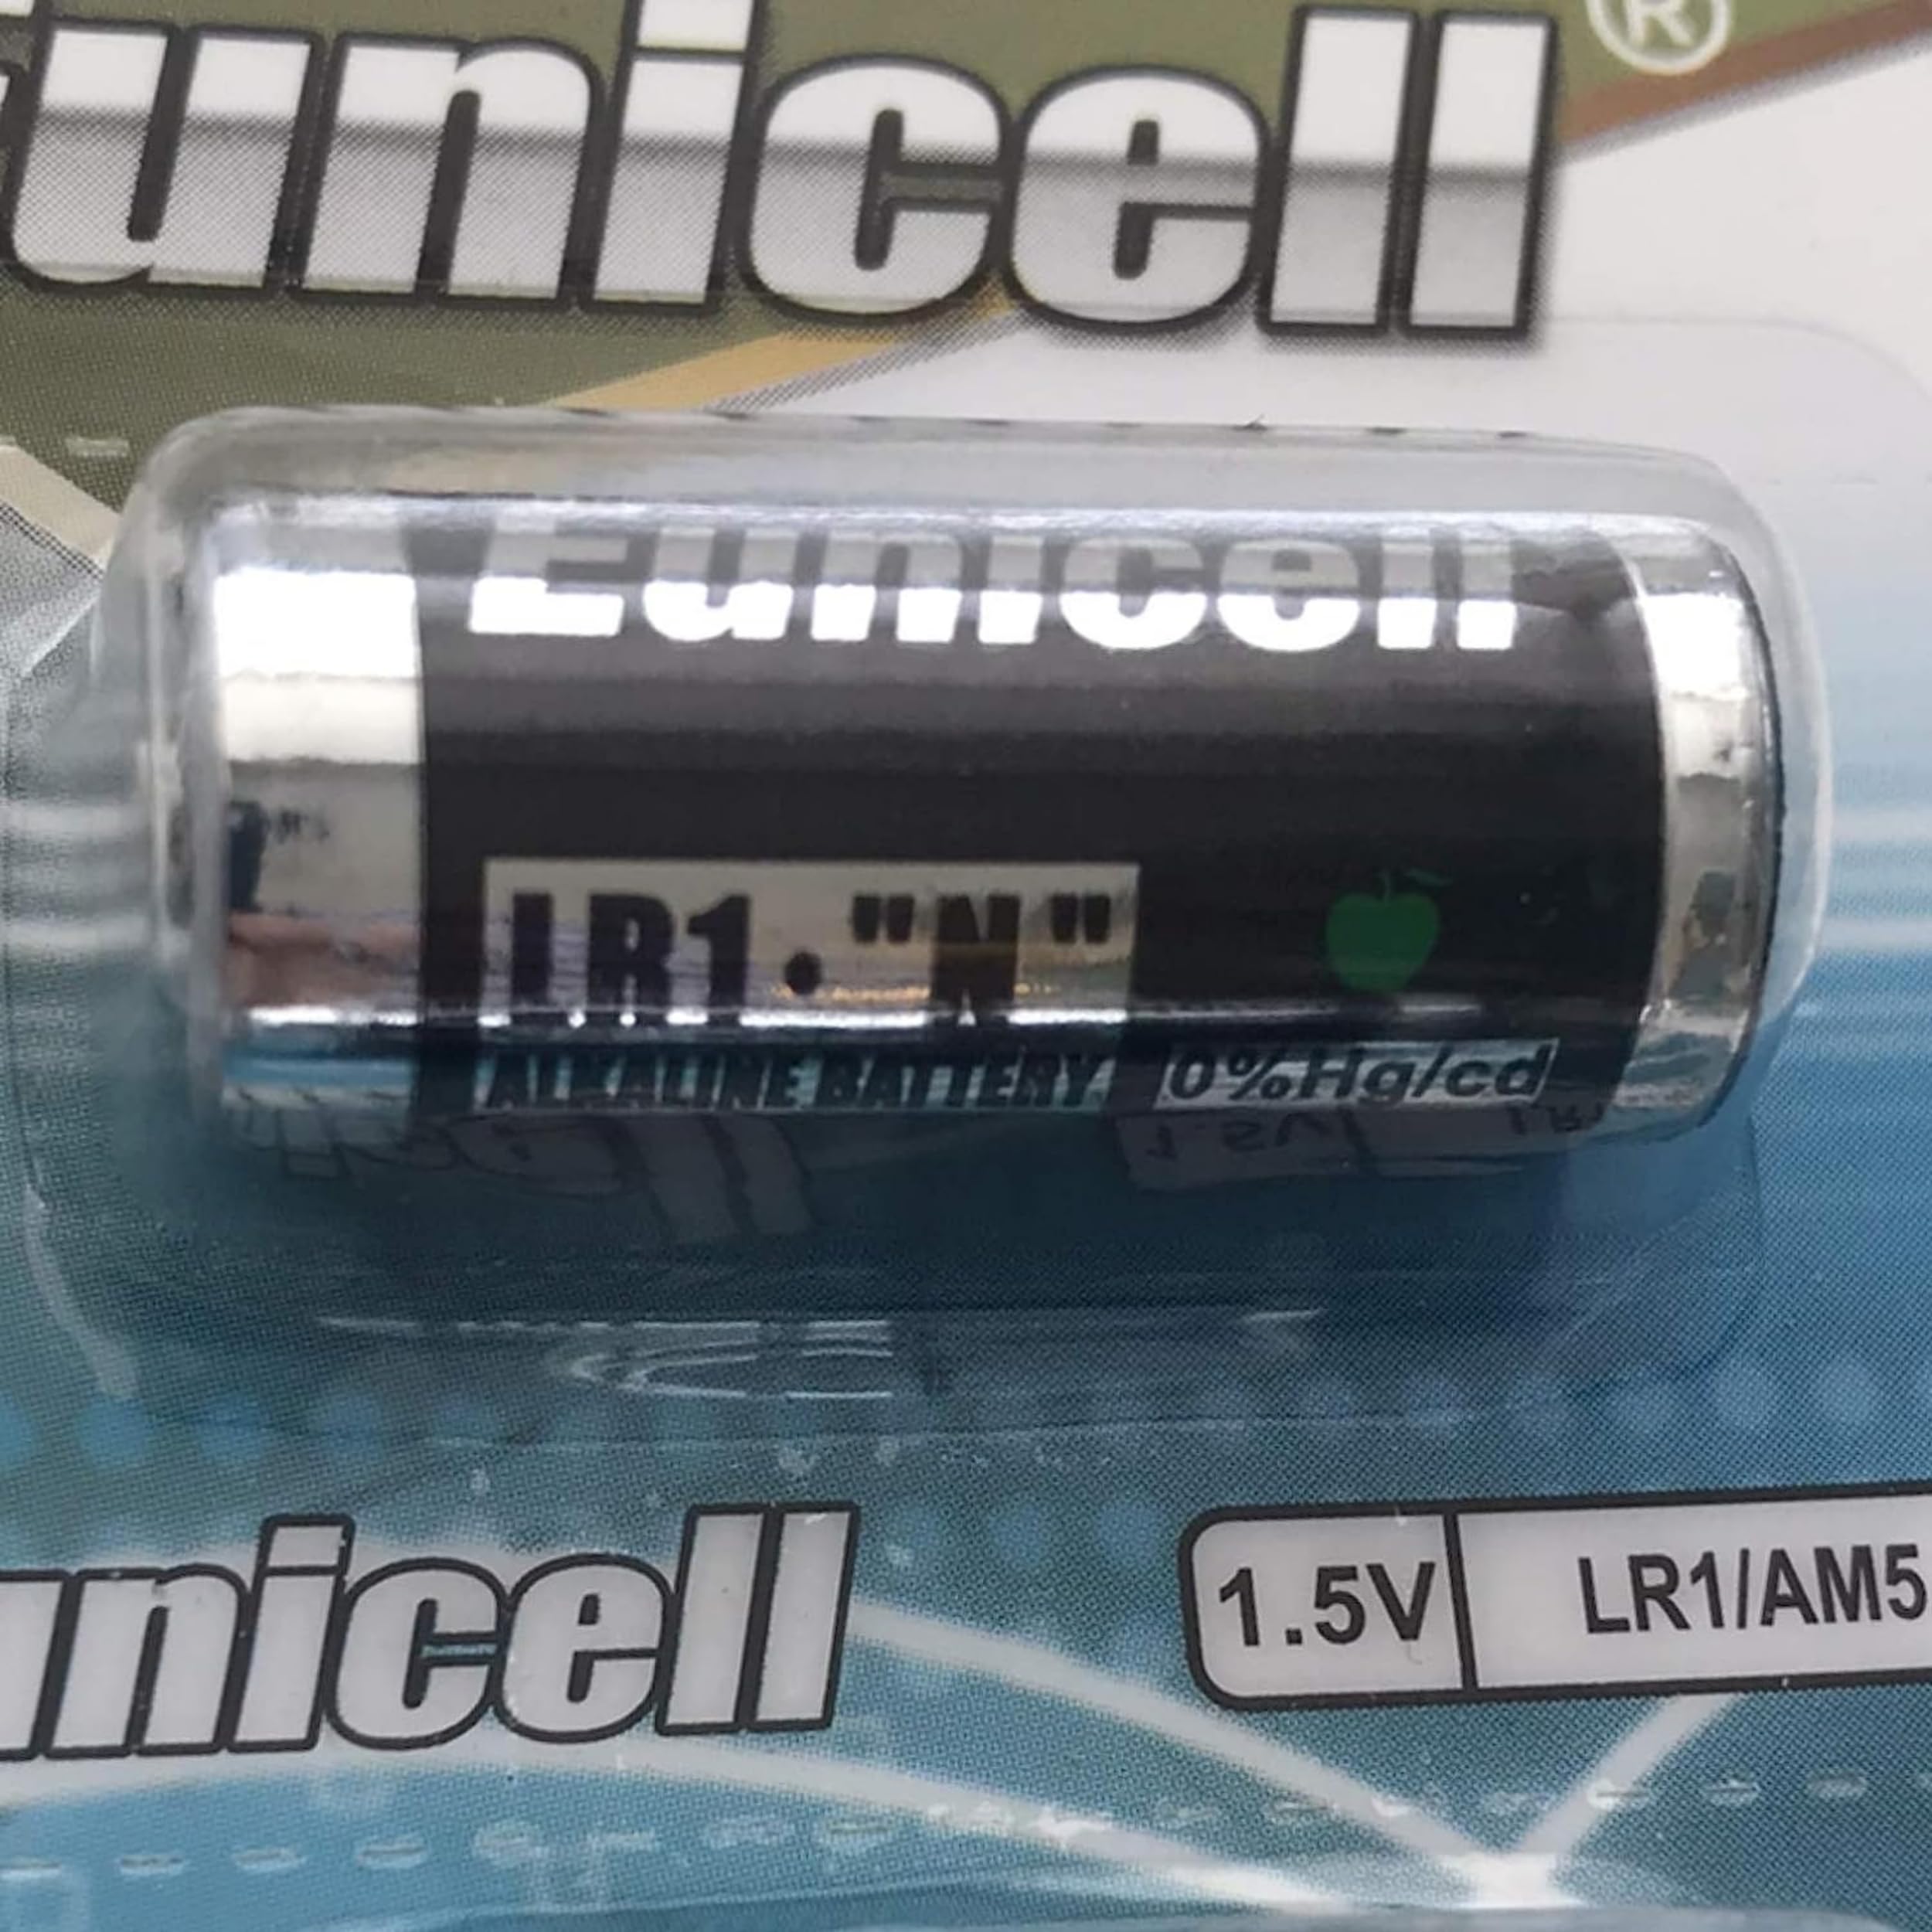 unicell ®
Eunicell
LR1 · "N"
ALKALINE BATTERY 0%Hg/cd
unicell
1.5V LR1/AM5